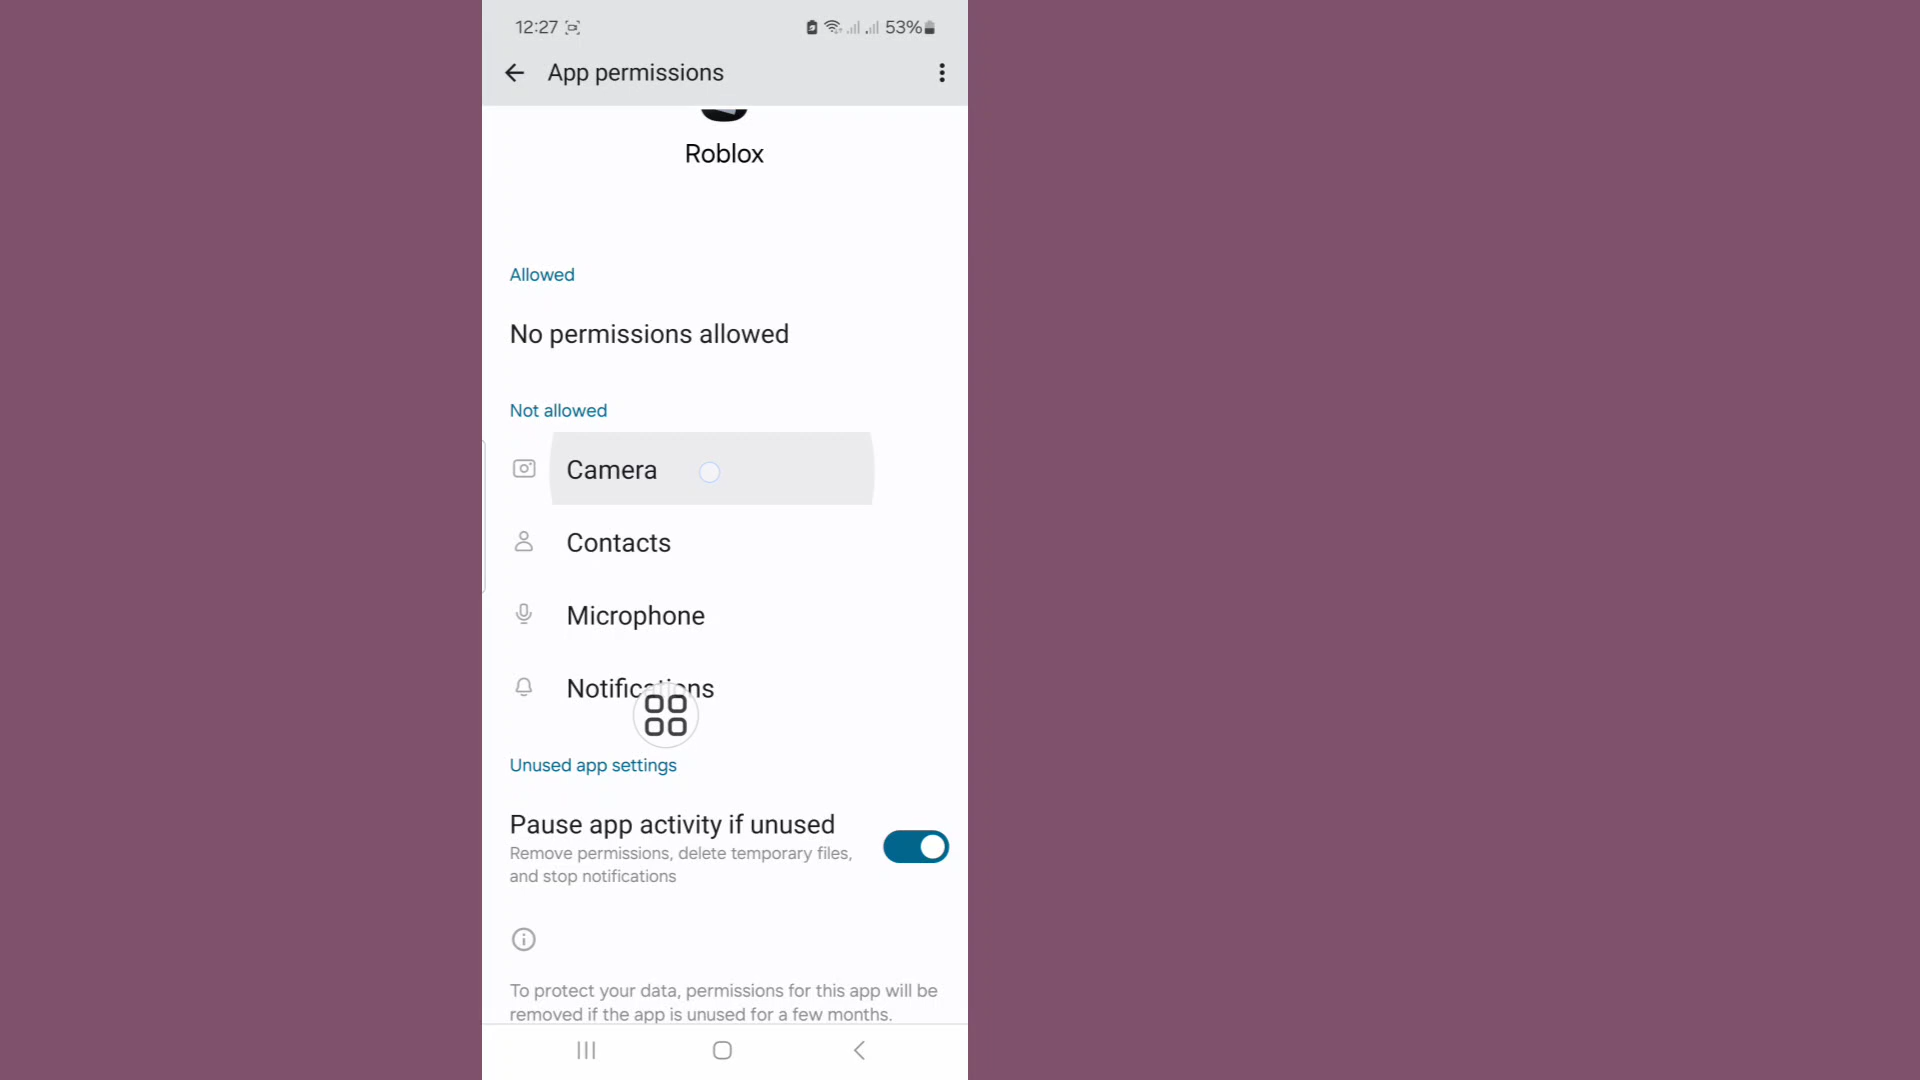 12:27
53%
App permissions
Roblox
Allowed
No permissions allowed
Not allowed
Camera
Contacts
Microphone
Notifications
Unused app settings
Pause app activity if unused
Remove permissions, delete temporary files,
and stop notifications
To protect your data, permissions for this app will be
removed if the app is unused for a few months.